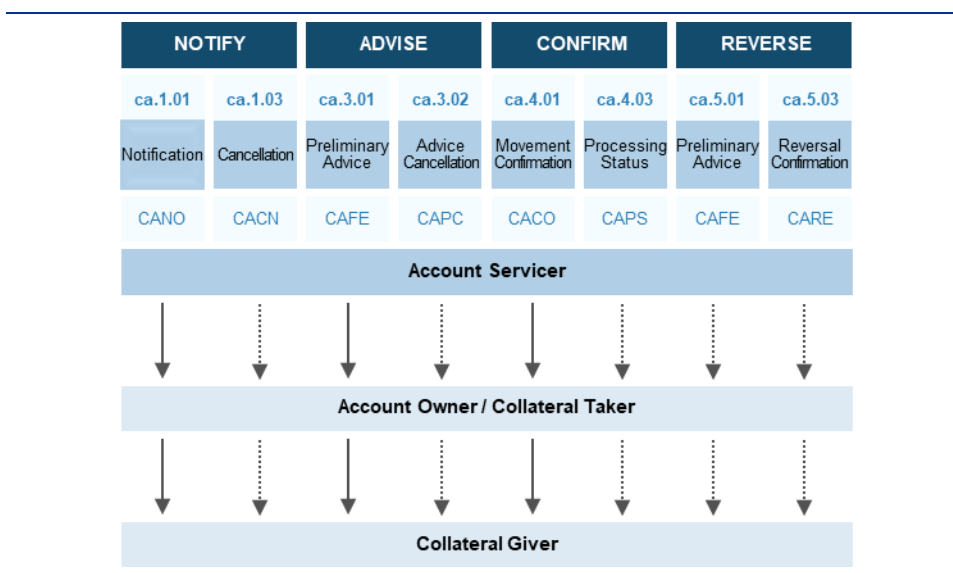 NOTIFY ADVISE CONFIRM REVERSE
ca.1.01 ca.1.03 ca.3.01 ca.3.02 ca.4.01 ca.4.03 ca.5.01 ca.5.03
Notification Cancellation Preliminary Advice Advice Cancellation Movement Confirmation Processing Status Preliminary Advice Reversal Confirmation
CANO CACN CAFE CAPC CACO CAPS CAFE CARE
Account Servicer
Account Owner / Collateral Taker
Collateral Giver